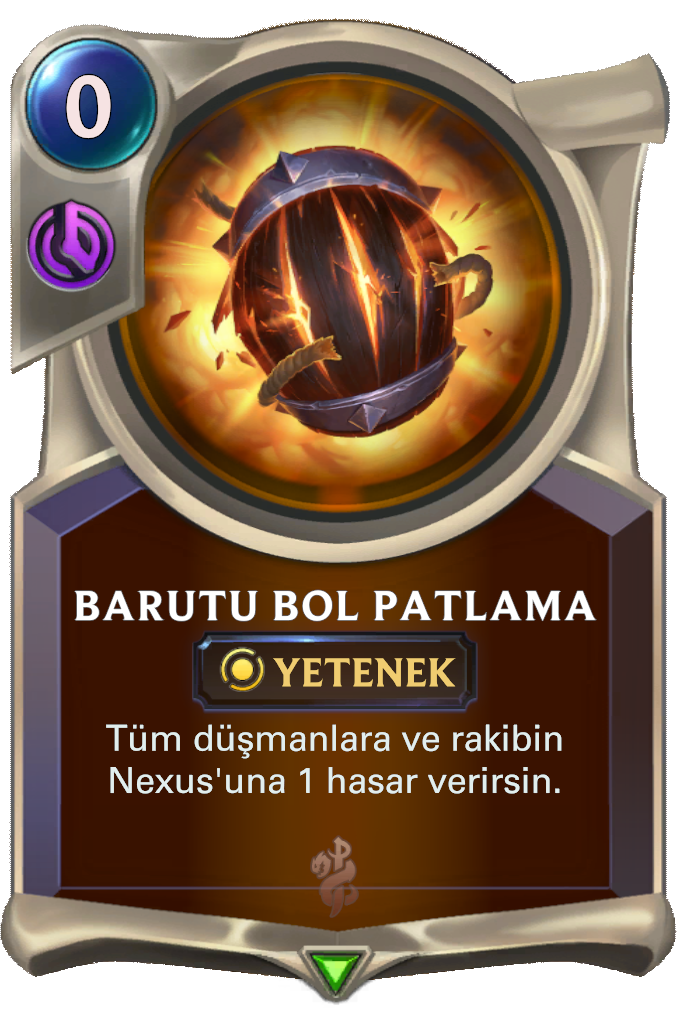 0
BARUTU BOL PATLAMA
YETENEK
Tüm düşmanlara ve rakibin
Nexus'una 1 hasar verirsin.